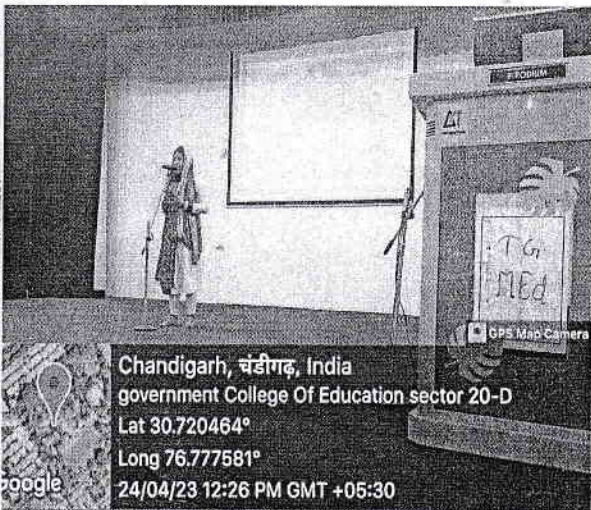 E PODIUM
.TG
MEd
GPS Map Camera
Chandigarh, चंडीगढ़, India
government College Of Education sector 20-D
Lat 30.720464°
Long 76.777581°
24/04/23 12:26 PM GMT +05:30
Google